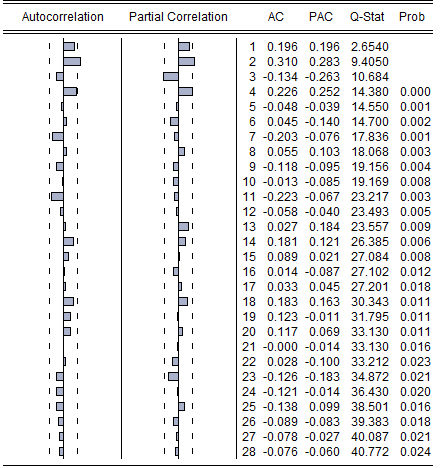 Autocorrelation Partial Correlation AC PAC Q-Stat Prob
1 0.196 0.196 2.6540
2 0.310 0.283 9.4050
3 -0.134 -0.263 10.684
4 0.226 0.252 14.380 0.000
5 -0.048 -0.039 14.550 0.001
6 0.045 -0.140 14.700 0.002
7 -0.203 -0.076 17.836 0.001
8 0.055 0.103 18.068 0.003
9 -0.118 -0.095 19.156 0.004
10 -0.013 -0.085 19.169 0.008
11 -0.223 -0.067 23.217 0.003
12 -0.058 -0.040 23.493 0.005
13 0.027 0.184 23.557 0.009
14 0.181 0.121 26.385 0.006
15 0.089 0.021 27.084 0.008
16 0.014 -0.087 27.102 0.012
17 0.033 0.045 27.201 0.018
18 0.183 0.163 30.343 0.011
19 0.123 -0.011 31.795 0.011
20 0.117 0.069 33.130 0.011
21 -0.000 -0.014 33.130 0.016
22 0.028 -0.100 33.212 0.023
23 -0.126 -0.183 34.872 0.021
24 -0.121 -0.014 36.430 0.020
25 -0.138 0.099 38.501 0.016
26 -0.089 -0.083 39.383 0.018
27 -0.078 -0.027 40.087 0.021
28 -0.076 -0.060 40.772 0.024